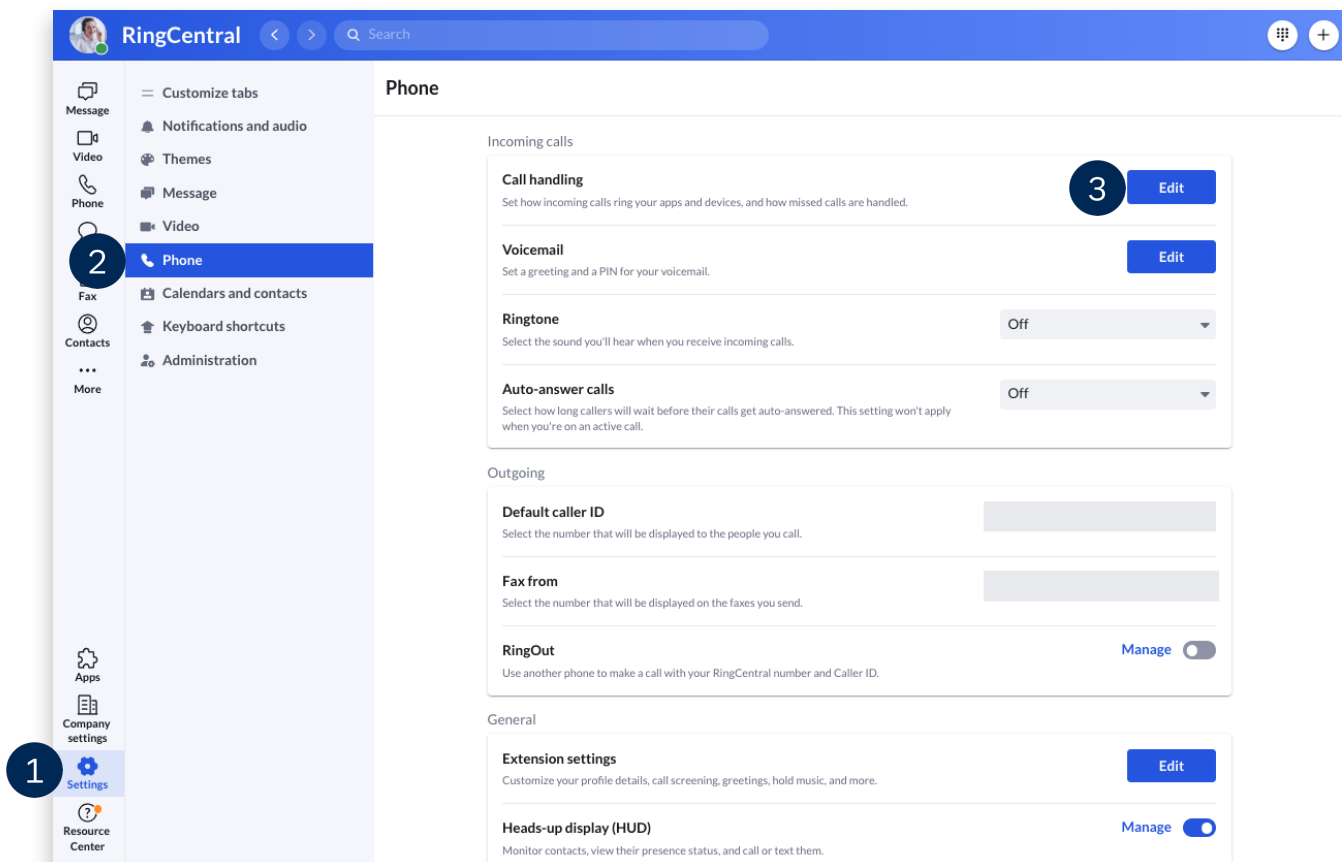 RingCentral
Search
Message
Video
Phone
2
Fax
Contacts
More
Apps
Company
settings
1
Settings
Resource
Center
Customize tabs
Notifications and audio
Themes
Message
Video
Phone
Calendars and contacts
Keyboard shortcuts
Administration
Phone
Incoming calls
Call handling
Set how incoming calls ring your apps and devices, and how missed calls are handled.
3
Edit
Voicemail
Set a greeting and a PIN for your voicemail.
Edit
Ringtone
Select the sound you'll hear when you receive incoming calls.
Off
Auto-answer calls
Select how long callers will wait before their calls get auto-answered. This setting won't apply
when you're on an active call.
Off
Outgoing
Default caller ID
Select the number that will be displayed to the people you call.
Fax from
Select the number that will be displayed on the faxes you send.
RingOut
Use another phone to make a call with your RingCentral number and Caller ID.
Manage
General
Extension settings
Customize your profile details, call screening, greetings, hold music, and more.
Edit
Heads-up display (HUD)
Monitor contacts, view their presence status, and call or text them.
Manage